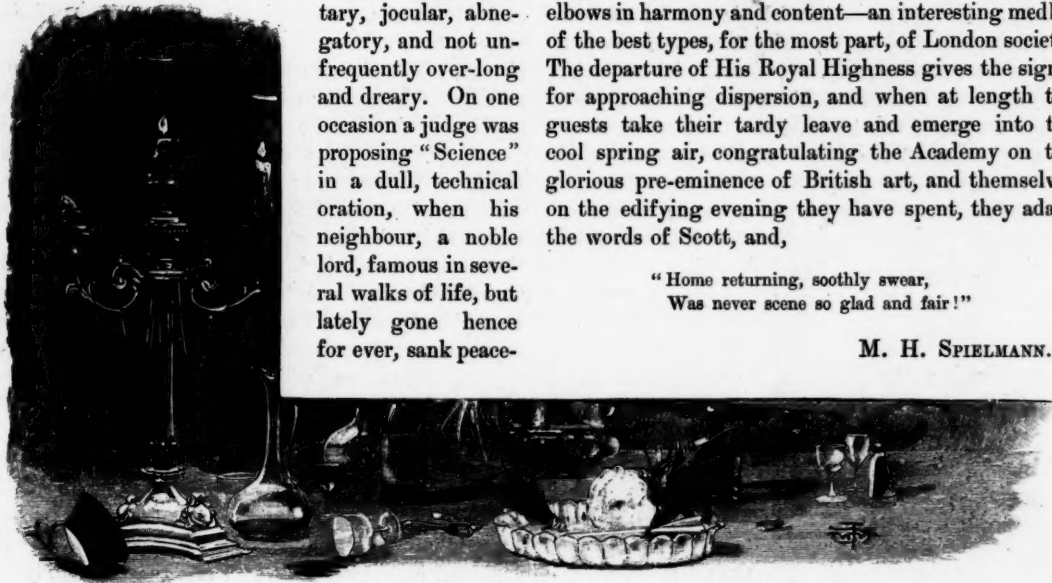 tary, jocular, abne-
gatory, and not un-
frequently over-long
and dreary. On one
occasion a judge was
proposing “Science”
in a dull, technical
oration, when his
neighbour, a noble
lord, famous in seve-
ral walks of life, but
lately gone hence
for ever, sank peace-
elbows in harmony and content—an interesting medl
of the best types, for the most part, of London societ
The departure of His Royal Highness gives the sign
for approaching dispersion, and when at length t
guests take their tardy leave and emerge into t
cool spring air, congratulating the Academy on t
glorious pre-eminence of British art, and themselv
on the edifying evening they have spent, they ada
the words of Scott, and,
“Home returning, soothly swear,
Was never scene so glad and fair!”
M. H. SPIELMANN.